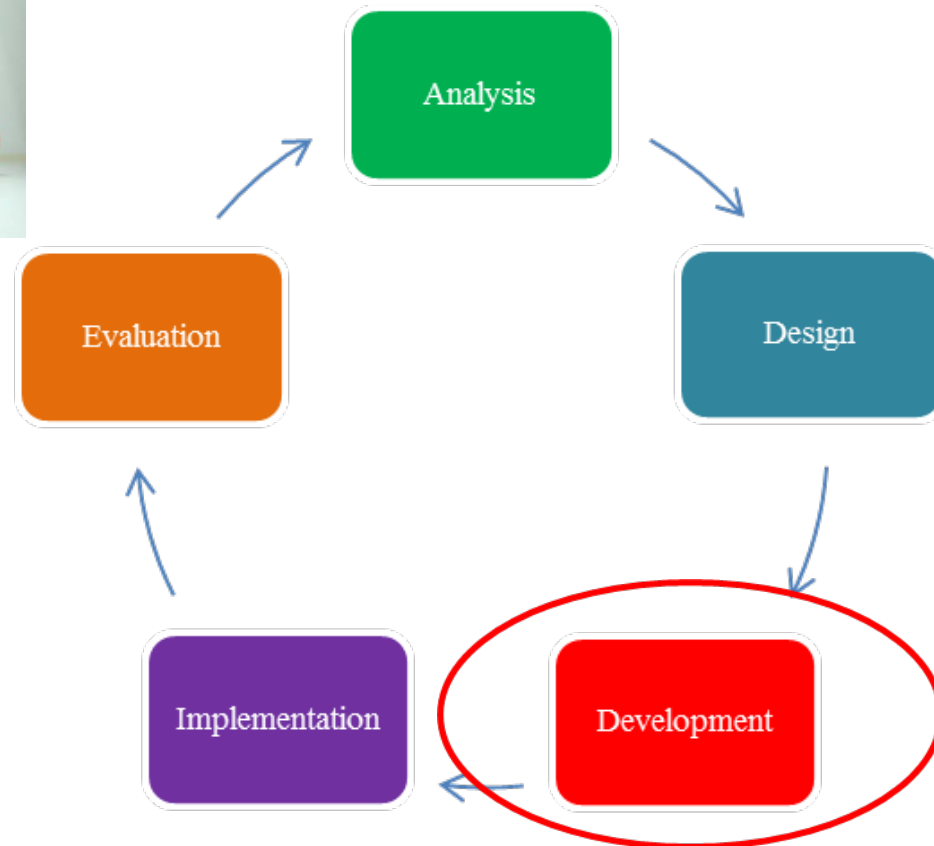 Analysis
Design
Development
Implementation
Evaluation